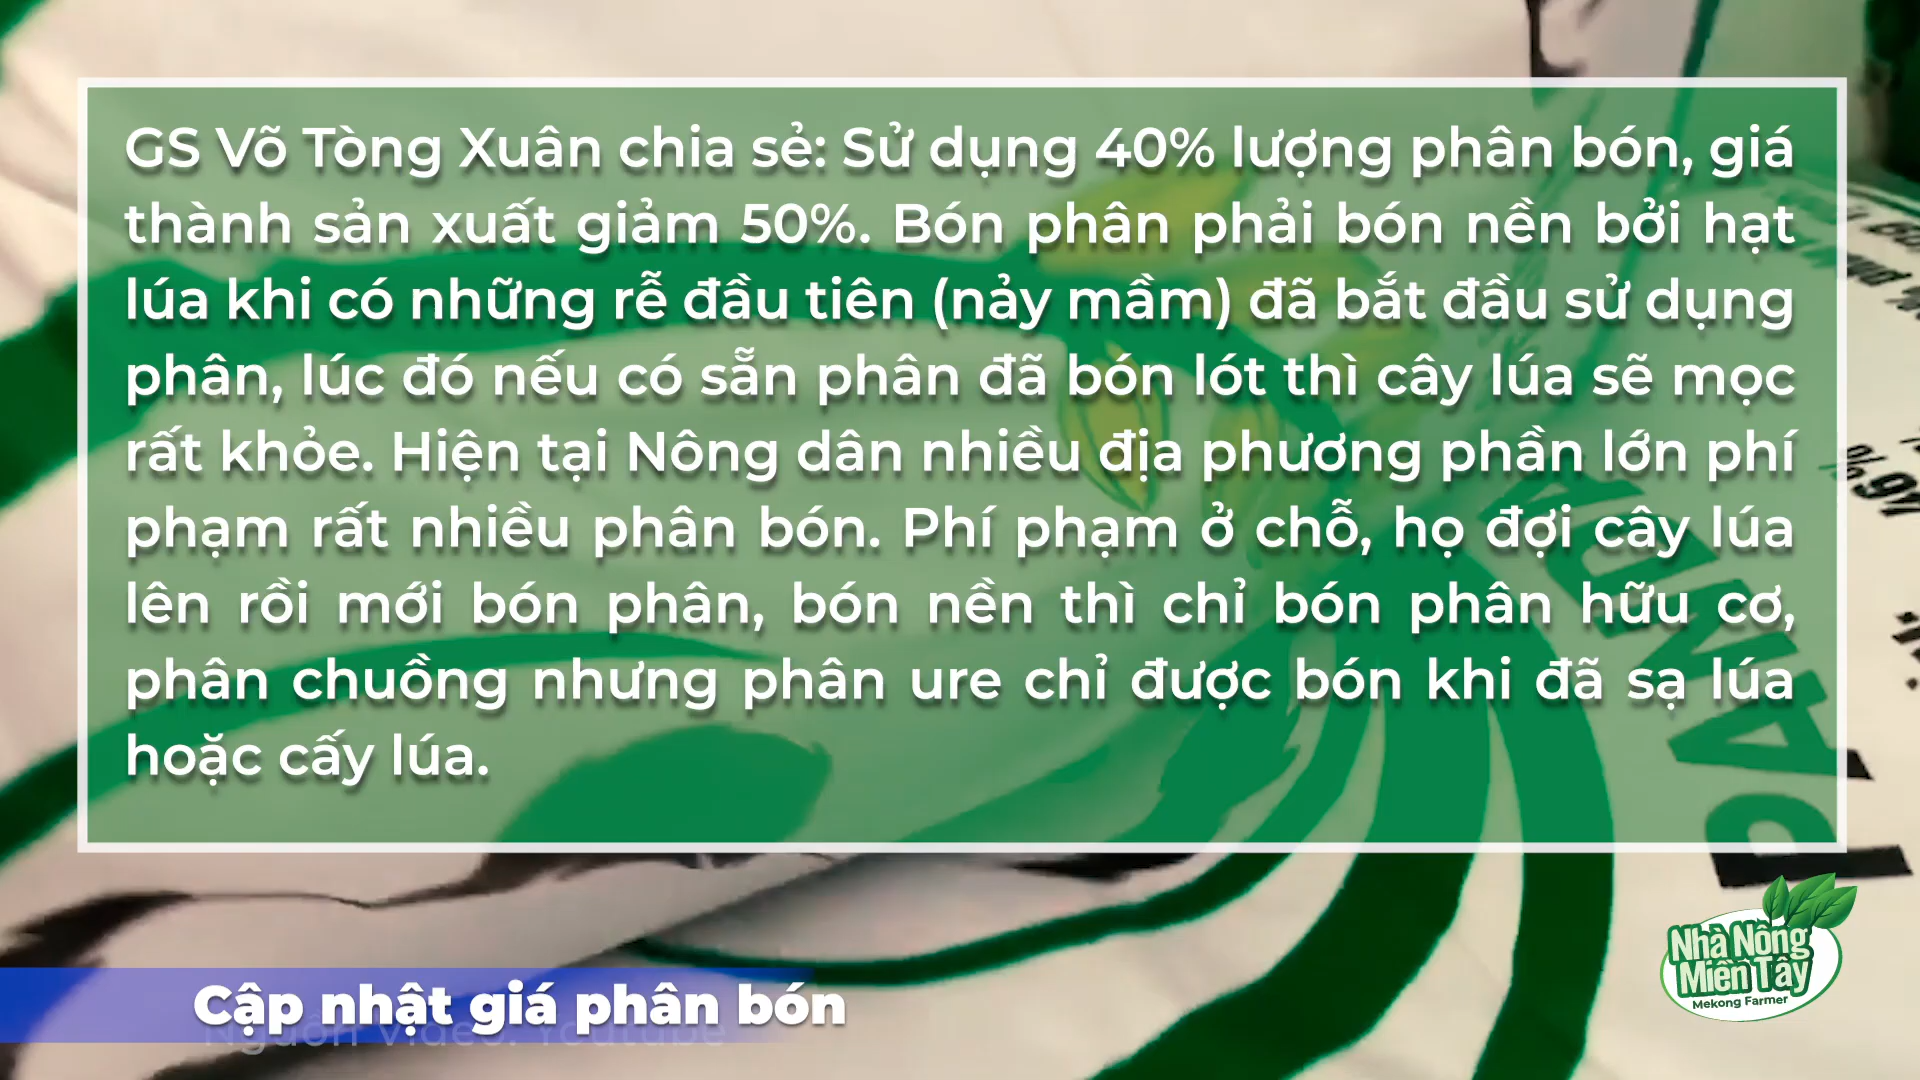 GS Võ Tòng Xuân chia sẻ: Sử dụng 40% lượng phân bón, giá
thành sản xuất giảm 50%. Bón phân phải bón nền bởi hạt
lúa khi có những rễ đầu tiên (nảy mầm) đã bắt đầu sử dụng
phân, lúc đó nếu có sẵn phân đã bón lót thì cây lúa sẽ mọc
rất khỏe. Hiện tại Nông dân nhiều địa phương phần lớn phí
phạm rất nhiều phân bón. Phí phạm ở chỗ, họ đợi cây lúa
lên rồi mới bón phân, bón nền thì chỉ bón phân hữu cơ,
phân chuồng nhưng phân ure chỉ được bón khi đã sạ lúa
hoặc cấy lúa.
Nhà Nông
Miền Tây
Mekong Farmer
Cập nhật giá phân bón
Nguồn video: Youtube